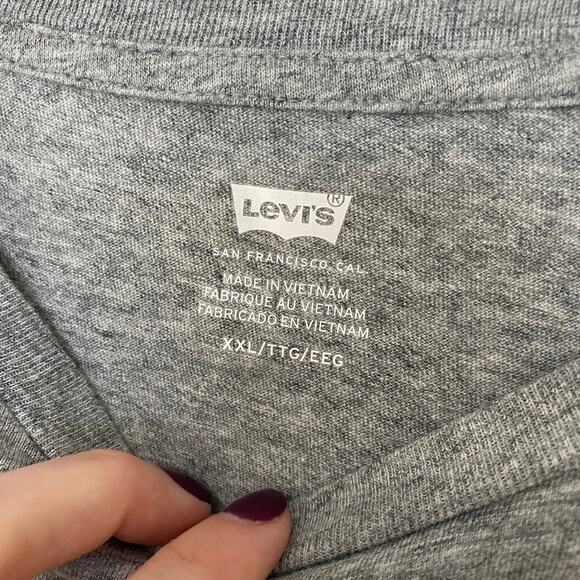 Levi's®
SAN FRANCISCO, CAL.
MADE IN VIETNAM
FABRIQUE AU VIETNAM
FABRICADO EN VIETNAM
XXL/TTG/EEG